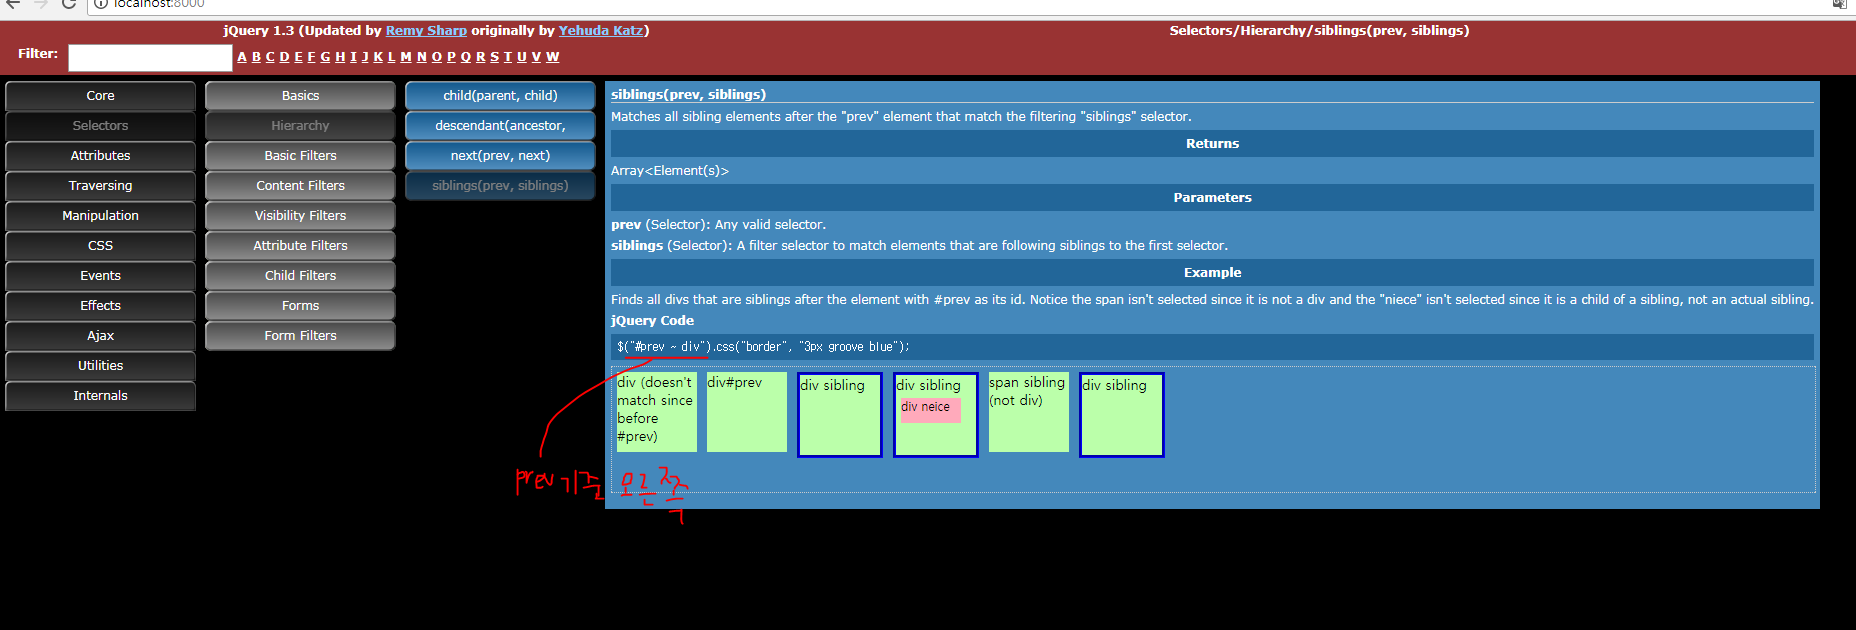 localhost:8000
jQuery 1.3 (Updated by Remy Sharp originally by Yehuda Katz)
Selectors/Hierarchy/siblings(prev, siblings)
Filter:
A B C D E F G H I J K L M N O P Q R S T U V W
Core
Selectors
Attributes
Traversing
Manipulation
CSS
Events
Effects
Ajax
Utilities
Internals
Basics
Hierarchy
Basic Filters
Content Filters
Visibility Filters
Attribute Filters
Child Filters
Forms
Form Filters
child(parent, child)
descendant(ancestor,
next(prev, next)
siblings(prev, siblings)
siblings(prev, siblings)
Matches all sibling elements after the "prev" element that match the filtering "siblings" selector.
Returns
Array<Element(s)>
Parameters
prev (Selector): Any valid selector.
siblings (Selector): A filter selector to match elements that are following siblings to the first selector.
Example
Finds all divs that are siblings after the element with #prev as its id. Notice the span isn't selected since it is not a div and the "niece" isn't selected since it is a child of a sibling, not an actual sibling.
jQuery Code
$("#prev ~ div").css("border", "3px groove blue");
div (doesn't
match since
before
#prev)
div#prev
div sibling
div sibling
div neice
span sibling
(not div)
div sibling
prev기준